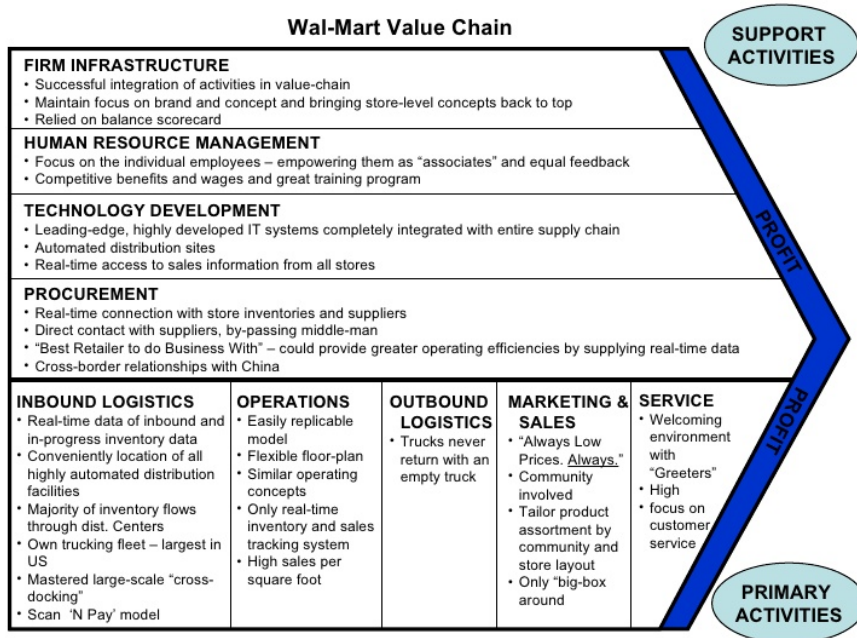 Wal-Mart Value Chain
SUPPORT
ACTIVITIES
FIRM INFRASTRUCTURE
• Successful integration of activities in value-chain
• Maintain focus on brand and concept and bringing store-level concepts back to top
• Relied on balance scorecard
HUMAN RESOURCE MANAGEMENT
• Focus on the individual employees – empowering them as “associates” and equal feedback
• Competitive benefits and wages and great training program
TECHNOLOGY DEVELOPMENT
• Leading-edge, highly developed IT systems completely integrated with entire supply chain
• Automated distribution sites
• Real-time access to sales information from all stores
PROCUREMENT
• Real-time connection with store inventories and suppliers
• Direct contact with suppliers, by-passing middle-man
• “Best Retailer to do Business With” – could provide greater operating efficiencies by supplying real-time data
• Cross-border relationships with China
PROFIT
INBOUND LOGISTICS
• Real-time data of inbound and
in-progress inventory data
• Conveniently location of all
highly automated distribution
facilities
• Majority of inventory flows
through dist. Centers
• Own trucking fleet – largest in
US
• Mastered large-scale “cross-
docking”
• Scan ‘N Pay’ model
OPERATIONS
• Easily replicable
model
• Flexible floor-plan
• Similar operating
concepts
• Only real-time
inventory and sales
tracking system
• High sales per
square foot
OUTBOUND
LOGISTICS
• Trucks never
return with an
empty truck
MARKETING &
SALES
• “Always Low
Prices. Always.”
• Community
involved
• Tailor product
assortment by
community and
store layout
• Only “big-box
around
SERVICE
• Welcoming
environment
with
“Greeters”
• High
• focus on
customer
service
PROFIT
PRIMARY
ACTIVITIES